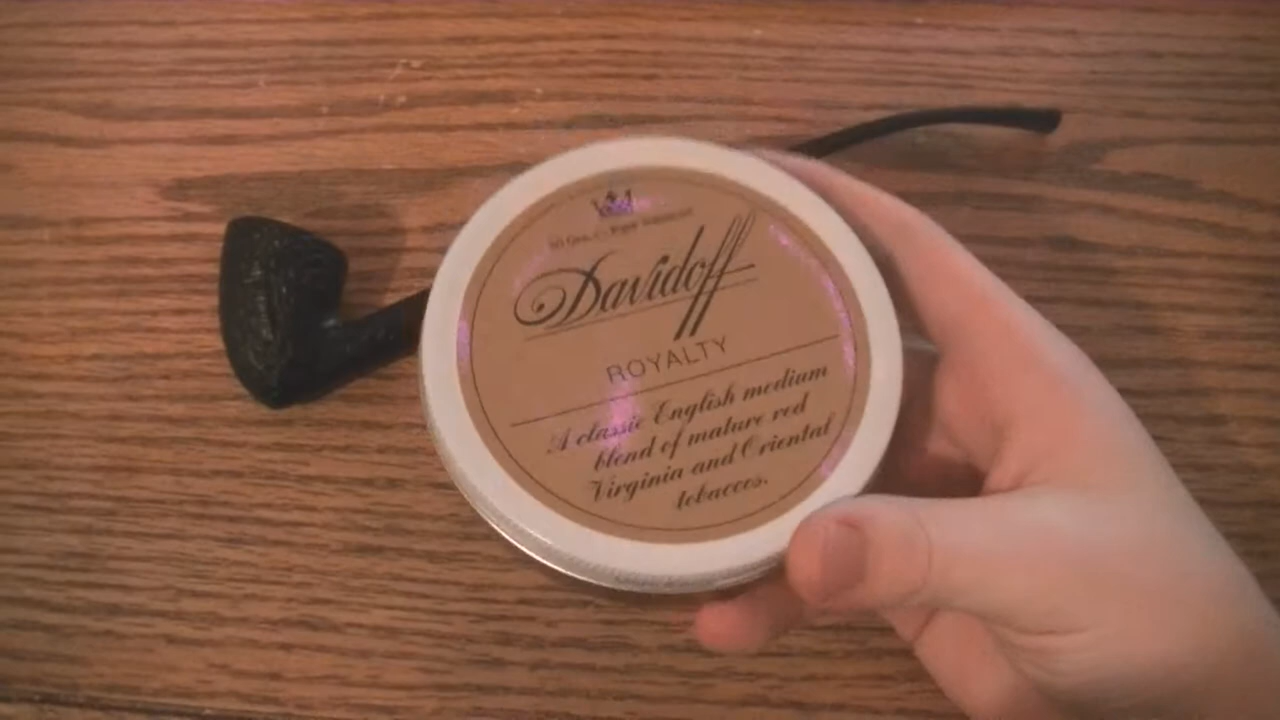 Davidoff
ROYALTY
A classic English medium
blend of mature red
Virginia and Oriental
tobaccos.